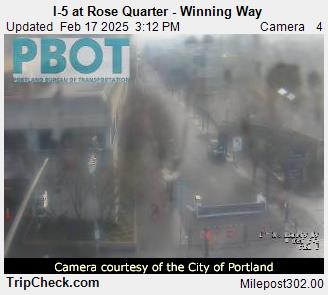 I-5 at Rose Quarter - Winning Way
Updated Feb 17 2025 3:12 PM Camera 4
PBOT
PORTLAND BUREAU OF TRANSPORTATION
Camera courtesy of the City of Portland
TripCheck.com Milepost302.00